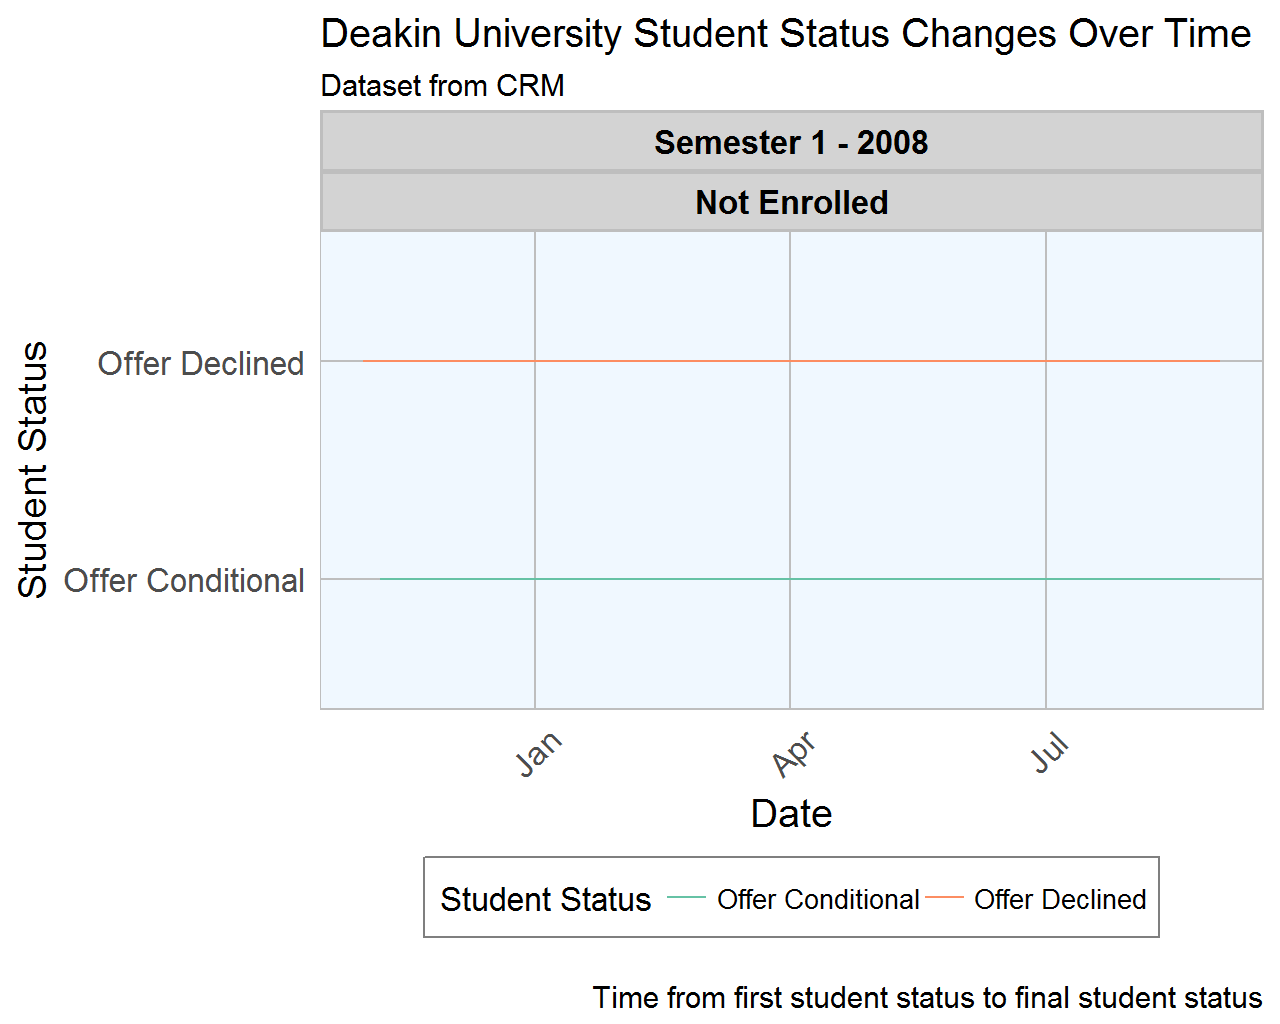 Deakin University Student Status Changes Over Time
Dataset from CRM
Semester 1 - 2008
Not Enrolled
Student Status
Offer Declined
Offer Conditional
Jan Apr Jul
Date
Student Status Offer Conditional Offer Declined
Time from first student status to final student status